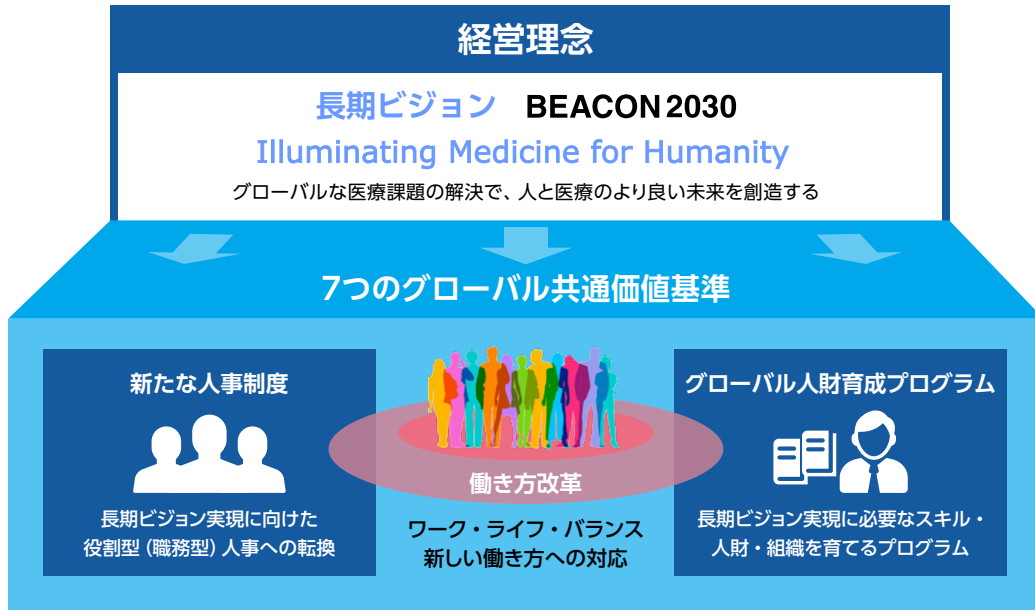 経営理念
長期ビジョン BEACON 2030
Illuminating Medicine for Humanity
グローバルな医療課題の解決で、人と医療のより良い未来を創造する
7つのグローバル共通価値基準
新たな人事制度
長期ビジョン実現に向けた
役割型（職務型）人事への転換
働き方改革
ワーク・ライフ・バランス
新しい働き方への対応
グローバル人財育成プログラム
長期ビジョン実現に必要なスキル・
人財・組織を育てるプログラム